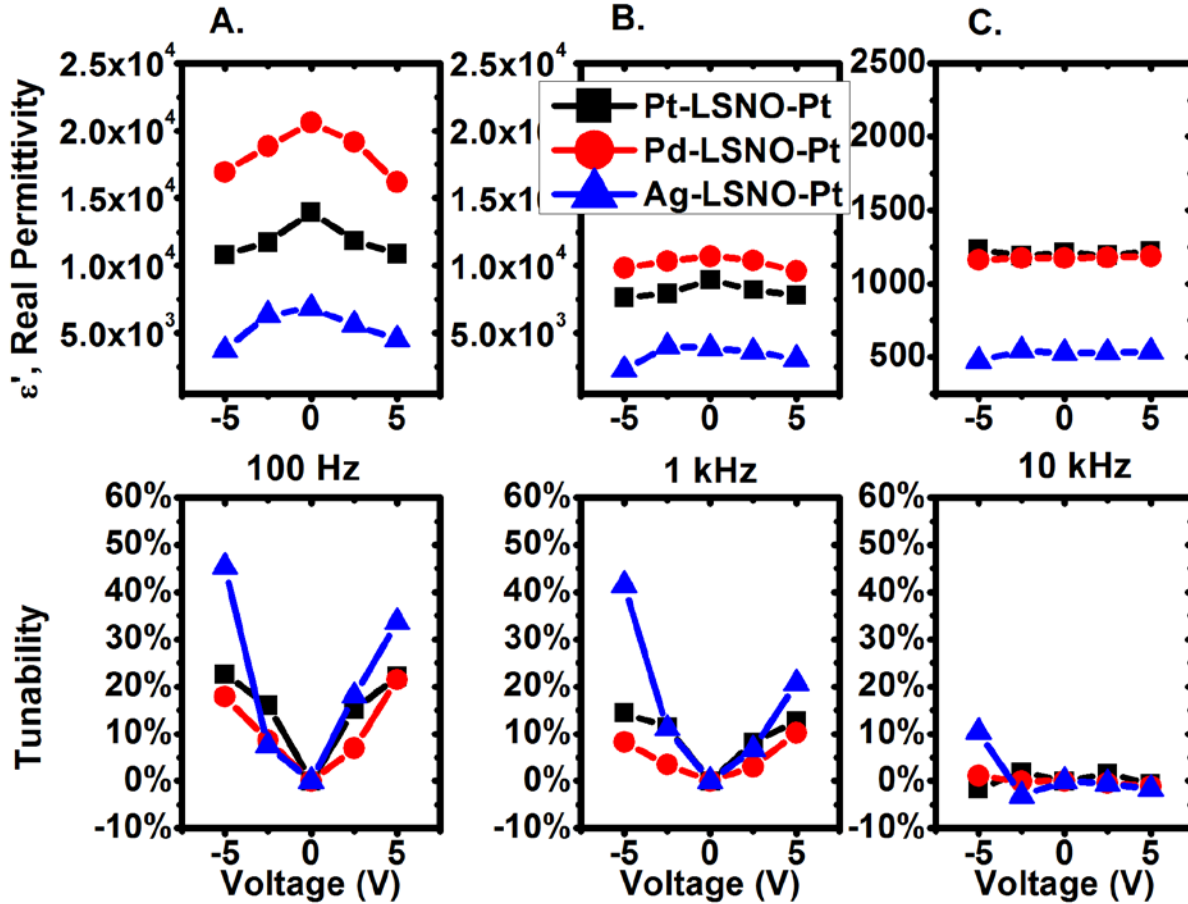 A.
B.
C.
ε', Real Permittivity
2.5x10⁴
2.0x10⁴
1.5x10⁴
1.0x10⁴
5.0x10³
-5 0 5
2.5x10⁴
2.0x10⁴
1.5x10⁴
1.0x10⁴
5.0x10³
-5 0 5
Pt-LSNO-Pt
Pd-LSNO-Pt
Ag-LSNO-Pt
2500
2000
1500
1000
500
-5 0 5
100 Hz
1 kHz
10 kHz
Tunability
60%
50%
40%
30%
20%
10%
0%
-10%
-5 0 5
Voltage (V)
60%
50%
40%
30%
20%
10%
0%
-10%
-5 0 5
Voltage (V)
60%
50%
40%
30%
20%
10%
0%
-10%
-5 0 5
Voltage (V)